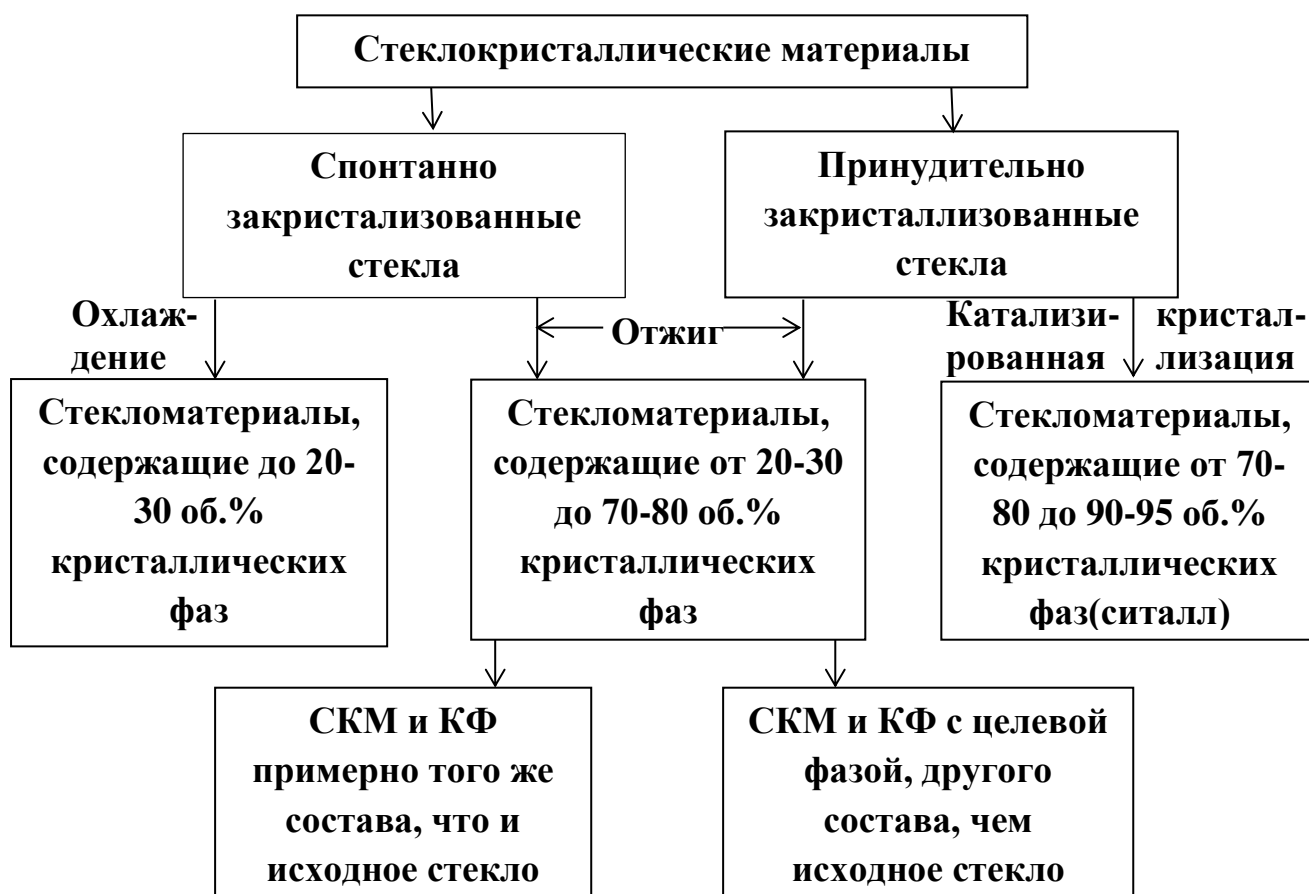 Стеклокристаллические материалы
Спонтанно
закристализованные
стекла
Принудительно
закристаллизованные
стекла
Охлаж-
дение
Отжиг
Катализи-
рованная
кристал-
лизация
Стекломатериалы,
содержащие до 20-
30 об.%
кристаллических
фаз
Стекломатериалы,
содержащие от 20-30
до 70-80 об.%
кристаллических
фаз
Стекломатериалы,
содержащие от 70-
80 до 90-95 об.%
кристаллических
фаз(ситалл)
СКМ и КФ
примерно того же
состава, что и
исходное стекло
СКМ и КФ с целевой
фазой, другого
состава, чем
исходное стекло